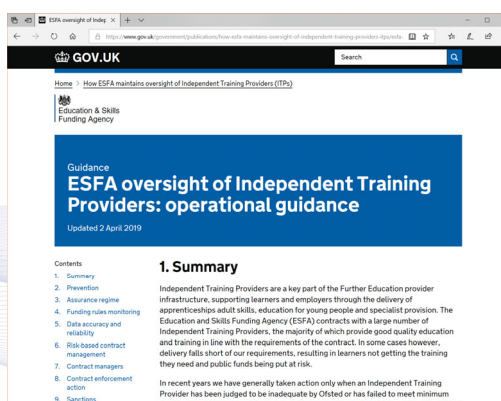 ESFA oversight of Indep
https://www.gov.uk/government/publications/how-esfa-maintains-oversight-of-independent-training-providers-itps/esfa-
GOV.UK
Search
Home > How ESFA maintains oversight of Independent Training Providers (ITPs)
Education & Skills
Funding Agency
Guidance
ESFA oversight of Independent Training
Providers: operational guidance
Updated 2 April 2019
Contents
1. Summary
2. Prevention
3. Assurance regime
4. Funding rules monitoring
5. Data accuracy and
reliability
6. Risk-based contract
management
7. Contract managers
8. Contract enforcement
action
9. Sanctions
1. Summary
Independent Training Providers are a key part of the Further Education provider
infrastructure, supporting learners and employers through the delivery of
apprenticeships adult skills, education for young people and specialist provision. The
Education and Skills Funding Agency (ESFA) contracts with a large number of
Independent Training Providers, the majority of which provide good quality education
and training in line with the requirements of the contract. In some cases however,
delivery falls short of our requirements, resulting in learners not getting the training
they need and public funds being put at risk.
In recent years we have generally taken action only when an Independent Training
Provider has been judged to be inadequate by Ofsted or has failed to meet minimum